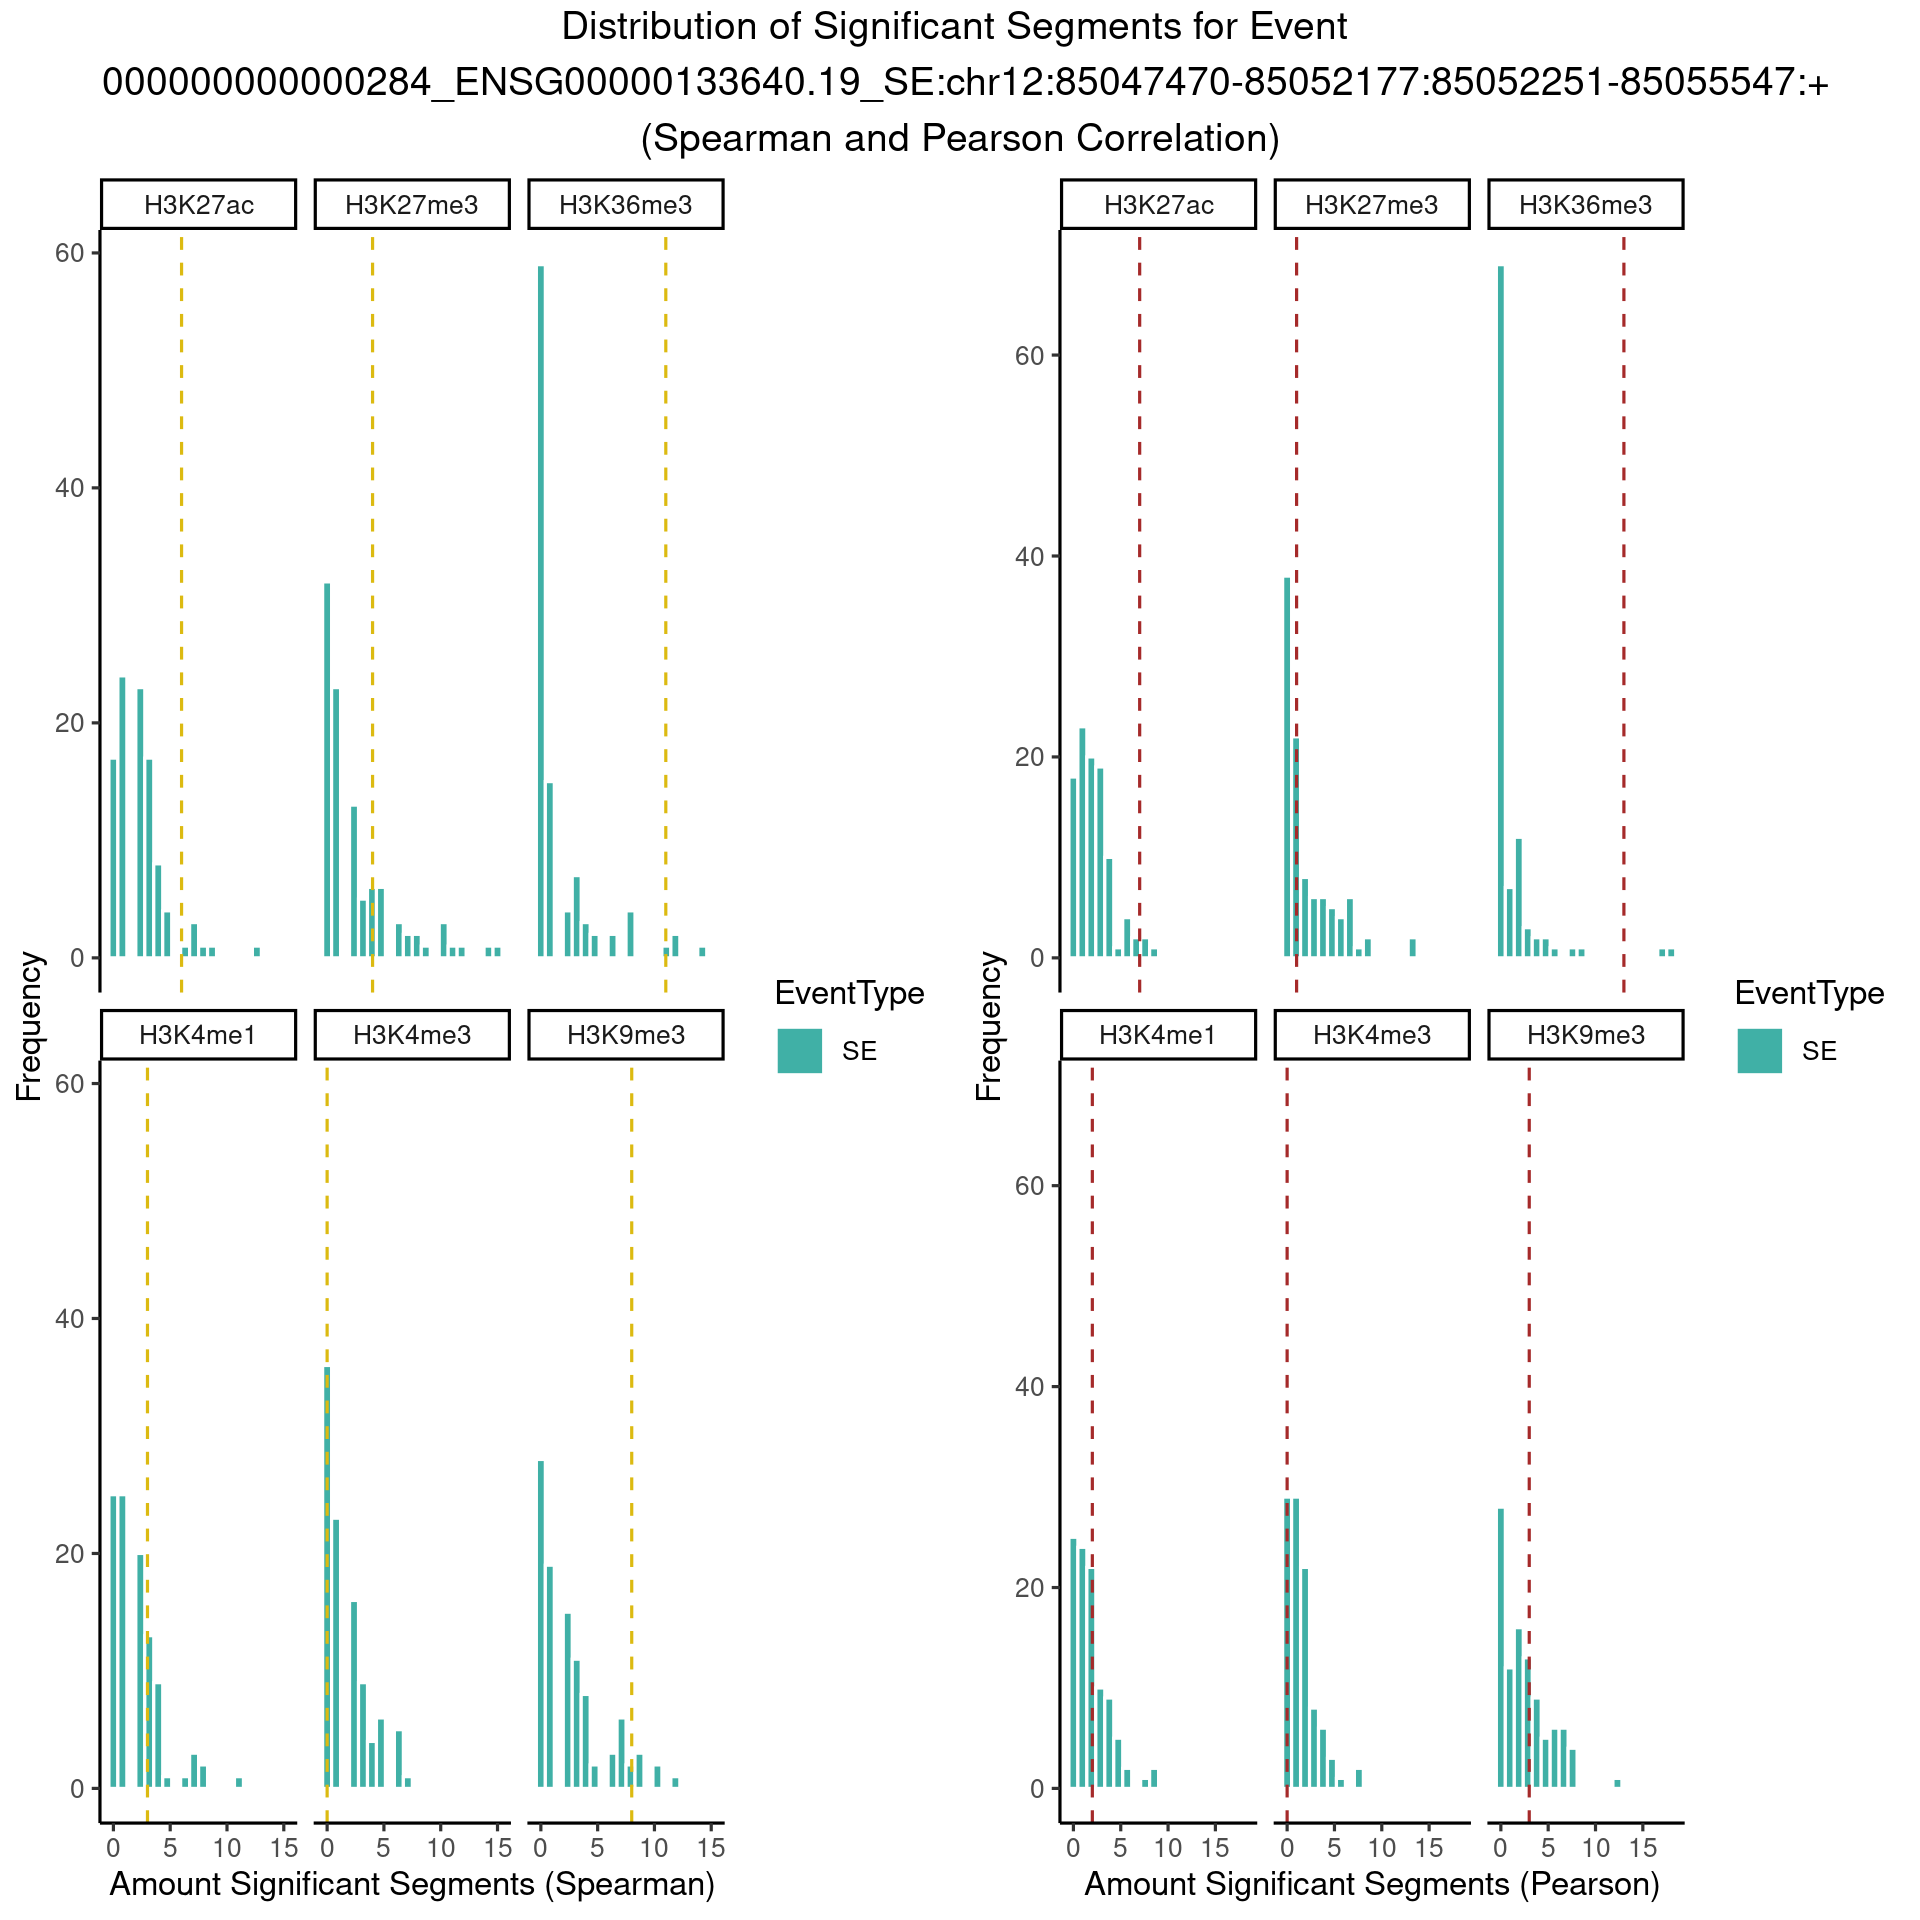 Distribution of Significant Segments for Event
000000000000284_ENSG00000133640.19_SE:chr12:85047470-85052177:85052251-85055547:+
(Spearman and Pearson Correlation)
H3K27ac H3K27me3 H3K36me3
60
40
20
0
H3K4me1 H3K4me3 H3K9me3
60
40
20
0
0 5 10 15 0 5 10 15 0 5 10 15
Frequency
Amount Significant Segments (Spearman)
EventType
SE
H3K27ac H3K27me3 H3K36me3
60
40
20
0
H3K4me1 H3K4me3 H3K9me3
60
40
20
0
0 5 10 15 0 5 10 15 0 5 10 15
Frequency
Amount Significant Segments (Pearson)
EventType
SE